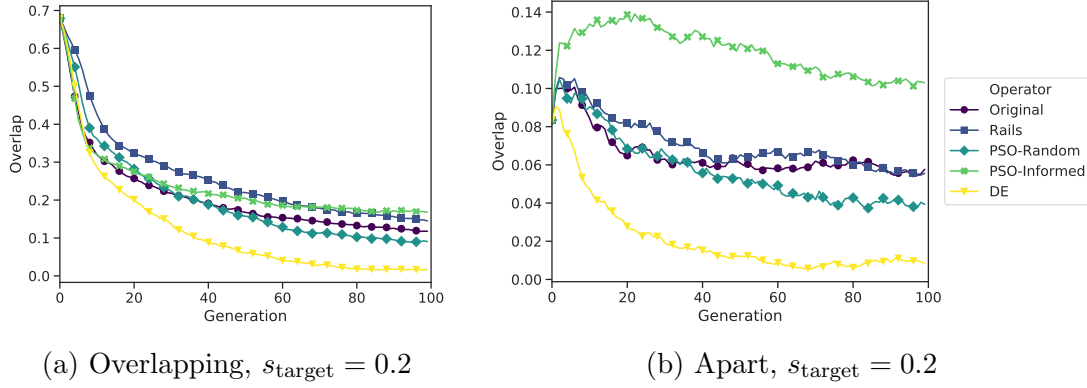 0.7
0.6
0.5
0.4
0.3
0.2
0.1
0.0
Overlap
0 20 40 60 80 100
Generation
0.14
0.12
0.10
0.08
0.06
0.04
0.02
0.00
Overlap
0 20 40 60 80 100
Generation
Operator
Original
Rails
PSO-Random
PSO-Informed
DE
(a) Overlapping, s_target = 0.2
(b) Apart, s_target = 0.2